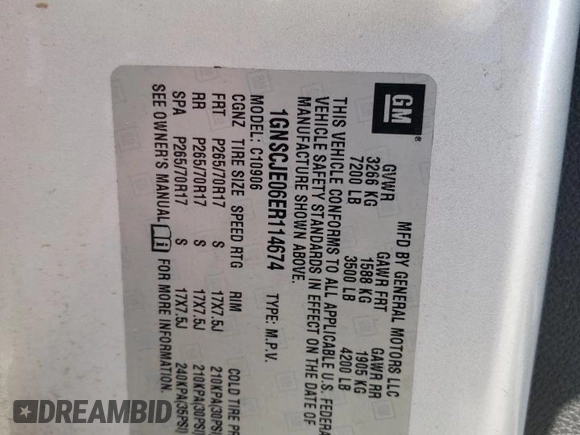 GM
®
MFD BY GENERAL MOTORS LLC
GVWR GAWR FRT GAWR RR
3266 KG 1588 KG 1905 KG
7200 LB 3500 LB 4200 LB
THIS VEHICLE CONFORMS TO ALL APPLICABLE U.S. FEDERA
VEHICLE SAFETY STANDARDS IN EFFECT ON THE DATE OF
MANUFACTURE SHOWN ABOVE.
1GNSCJE06ER114674 TYPE: M.P.V.
MODEL: C10906
CGNZ TIRE SIZE SPEED RTG RIM COLD TIRE PR
FRT P265/70R17 S 17X7.5J 210KPA(30PSI)
RR P265/70R17 S 17X7.5J 210KPA(30PSI)
SPA P265/70R17 S 17X7.5J 240KPA(35PSI)
SEE OWNER'S MANUAL FOR MORE INFORMATION.
DREAMBID